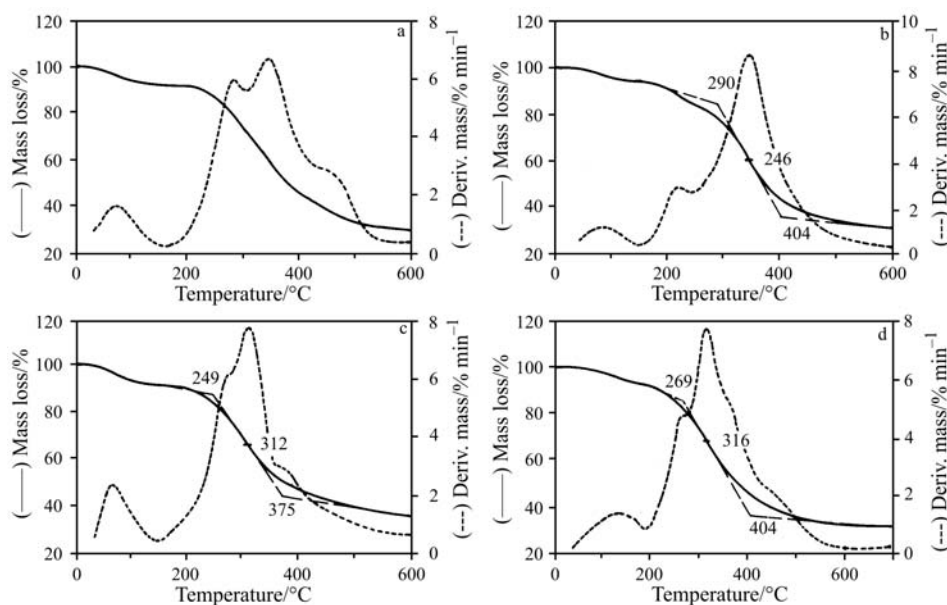 a
120
100
80
60
40
20
8
6
4
2
0
0 200 400 600
(——) Mass loss/%
(---) Deriv. mass/% min⁻¹
Temperature/°C
b
120
100
80
60
40
20
10
8
6
4
2
0
0 200 400 600
290
246
404
(——) Mass loss/%
(---) Deriv. mass/% min⁻¹
Temperature/°C
c
120
100
80
60
40
20
8
6
4
2
0
0 200 400 600
249
312
375
(——) Mass loss/%
(---) Deriv. mass/% min⁻¹
Temperature/°C
d
120
100
80
60
40
20
8
6
4
2
0
0 200 400 600
269
316
404
(——) Mass loss/%
(---) Deriv. mass/% min⁻¹
Temperature/°C